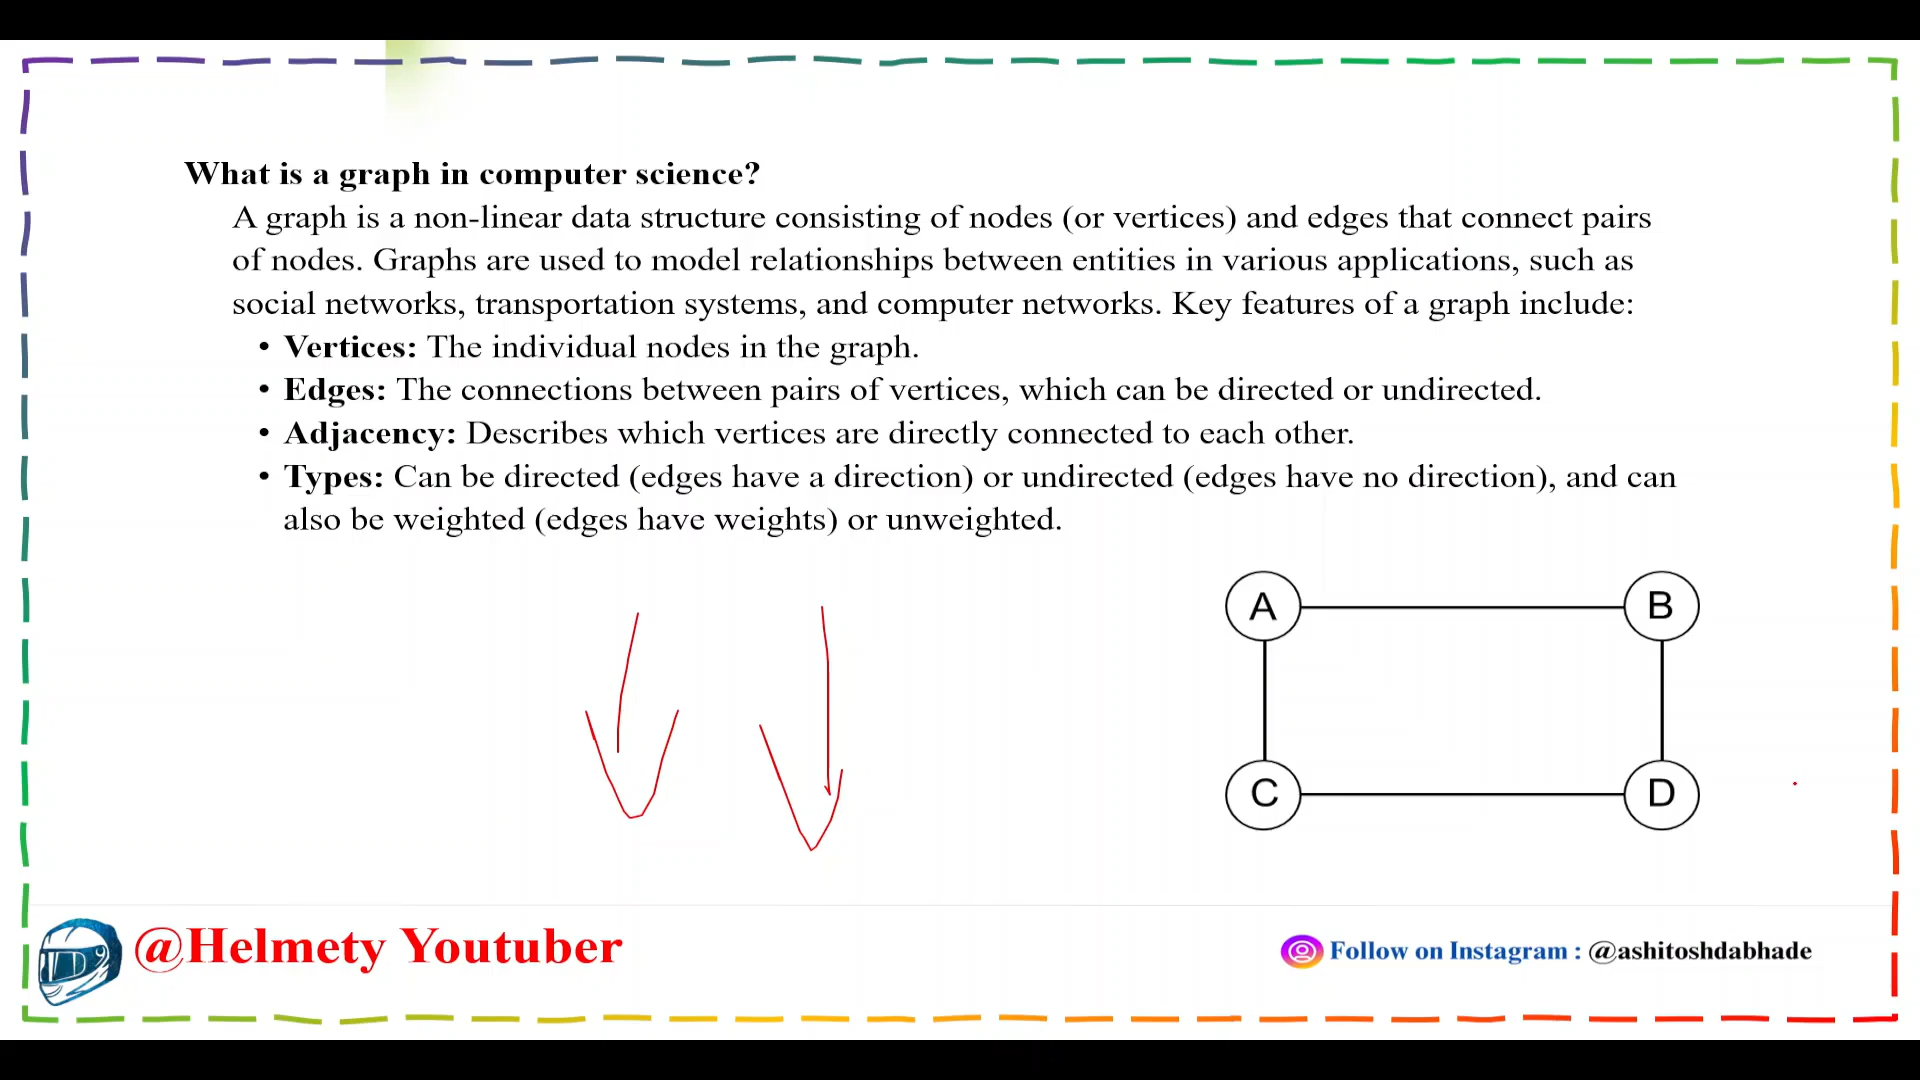 What is a graph in computer science?
A graph is a non-linear data structure consisting of nodes (or vertices) and edges that connect pairs
of nodes. Graphs are used to model relationships between entities in various applications, such as
social networks, transportation systems, and computer networks. Key features of a graph include:
• Vertices: The individual nodes in the graph.
• Edges: The connections between pairs of vertices, which can be directed or undirected.
• Adjacency: Describes which vertices are directly connected to each other.
• Types: Can be directed (edges have a direction) or undirected (edges have no direction), and can
also be weighted (edges have weights) or unweighted.
A B
C D
@Helmety Youtuber
Follow on Instagram : @ashitoshdabhade